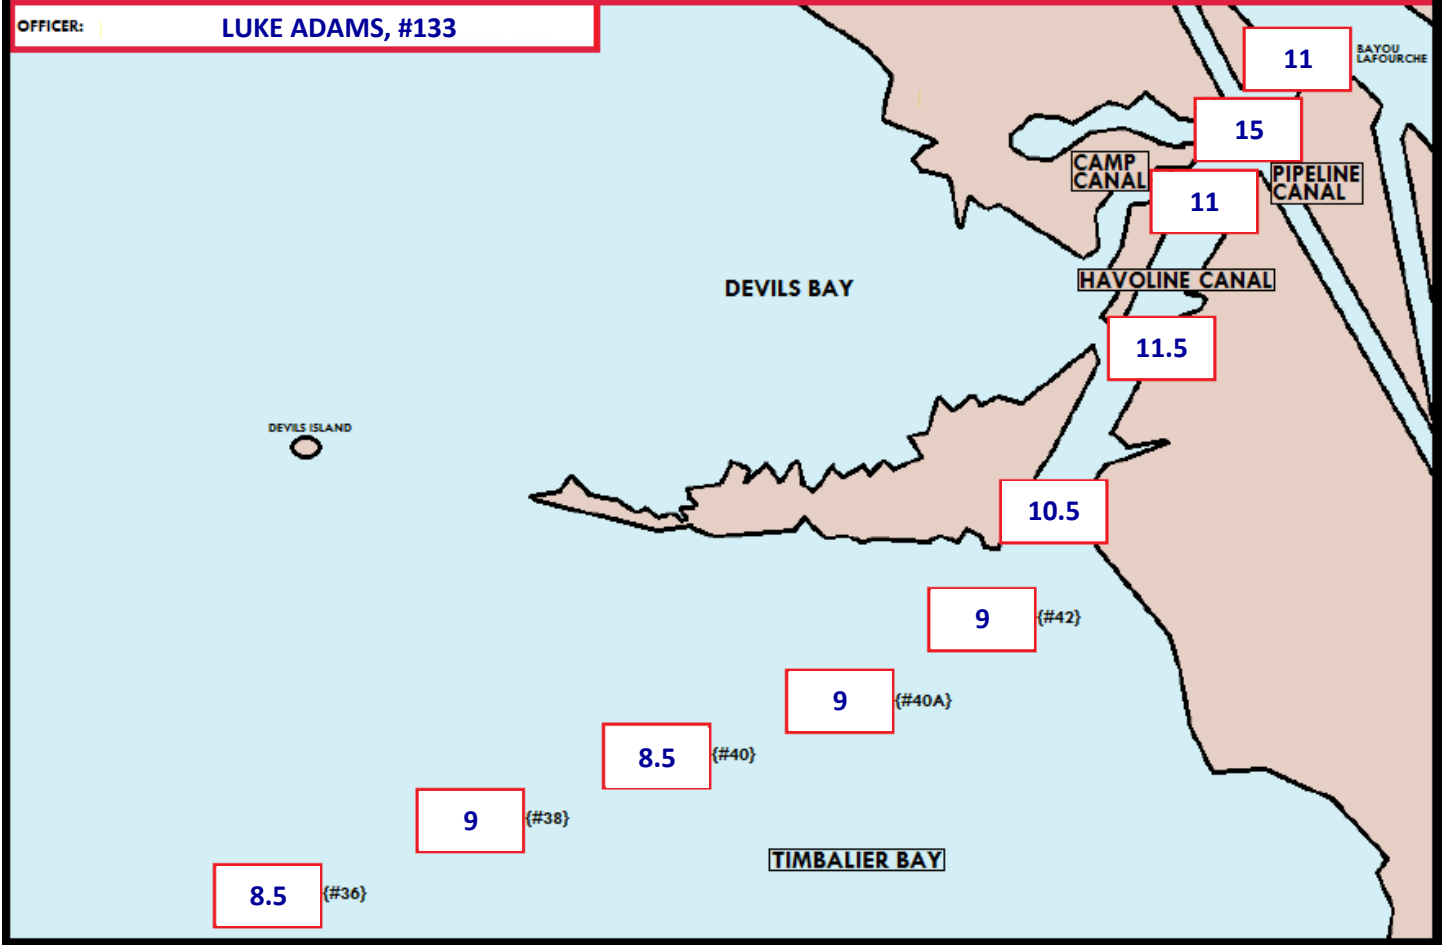 OFFICER: LUKE ADAMS, #133
11
BAYOU
LAFOURCHE
15
CAMP
CANAL
PIPELINE
CANAL
11
HAVOLINE CANAL
DEVILS BAY
11.5
DEVILS ISLAND
10.5
9 {#42}
9 {#40A}
8.5 {#40}
9 {#38}
TIMBALIER BAY
8.5 {#36}